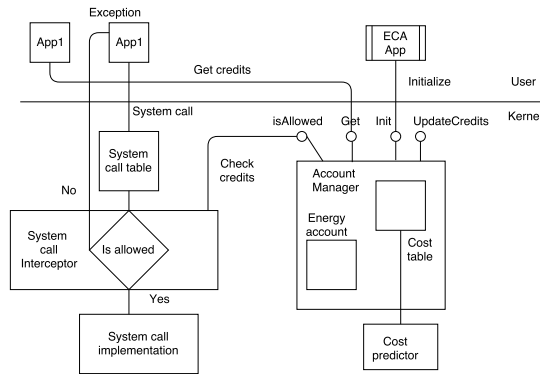 Exception
App1
App1
ECA
App
Get credits
Initialize
User
System call
isAllowed
Get
Init
UpdateCredits
Kerne
System
call table
Check
credits
Account
Manager
No
System
call
Interceptor
Is allowed
Energy
account
Cost
table
Yes
System call
implementation
Cost
predictor